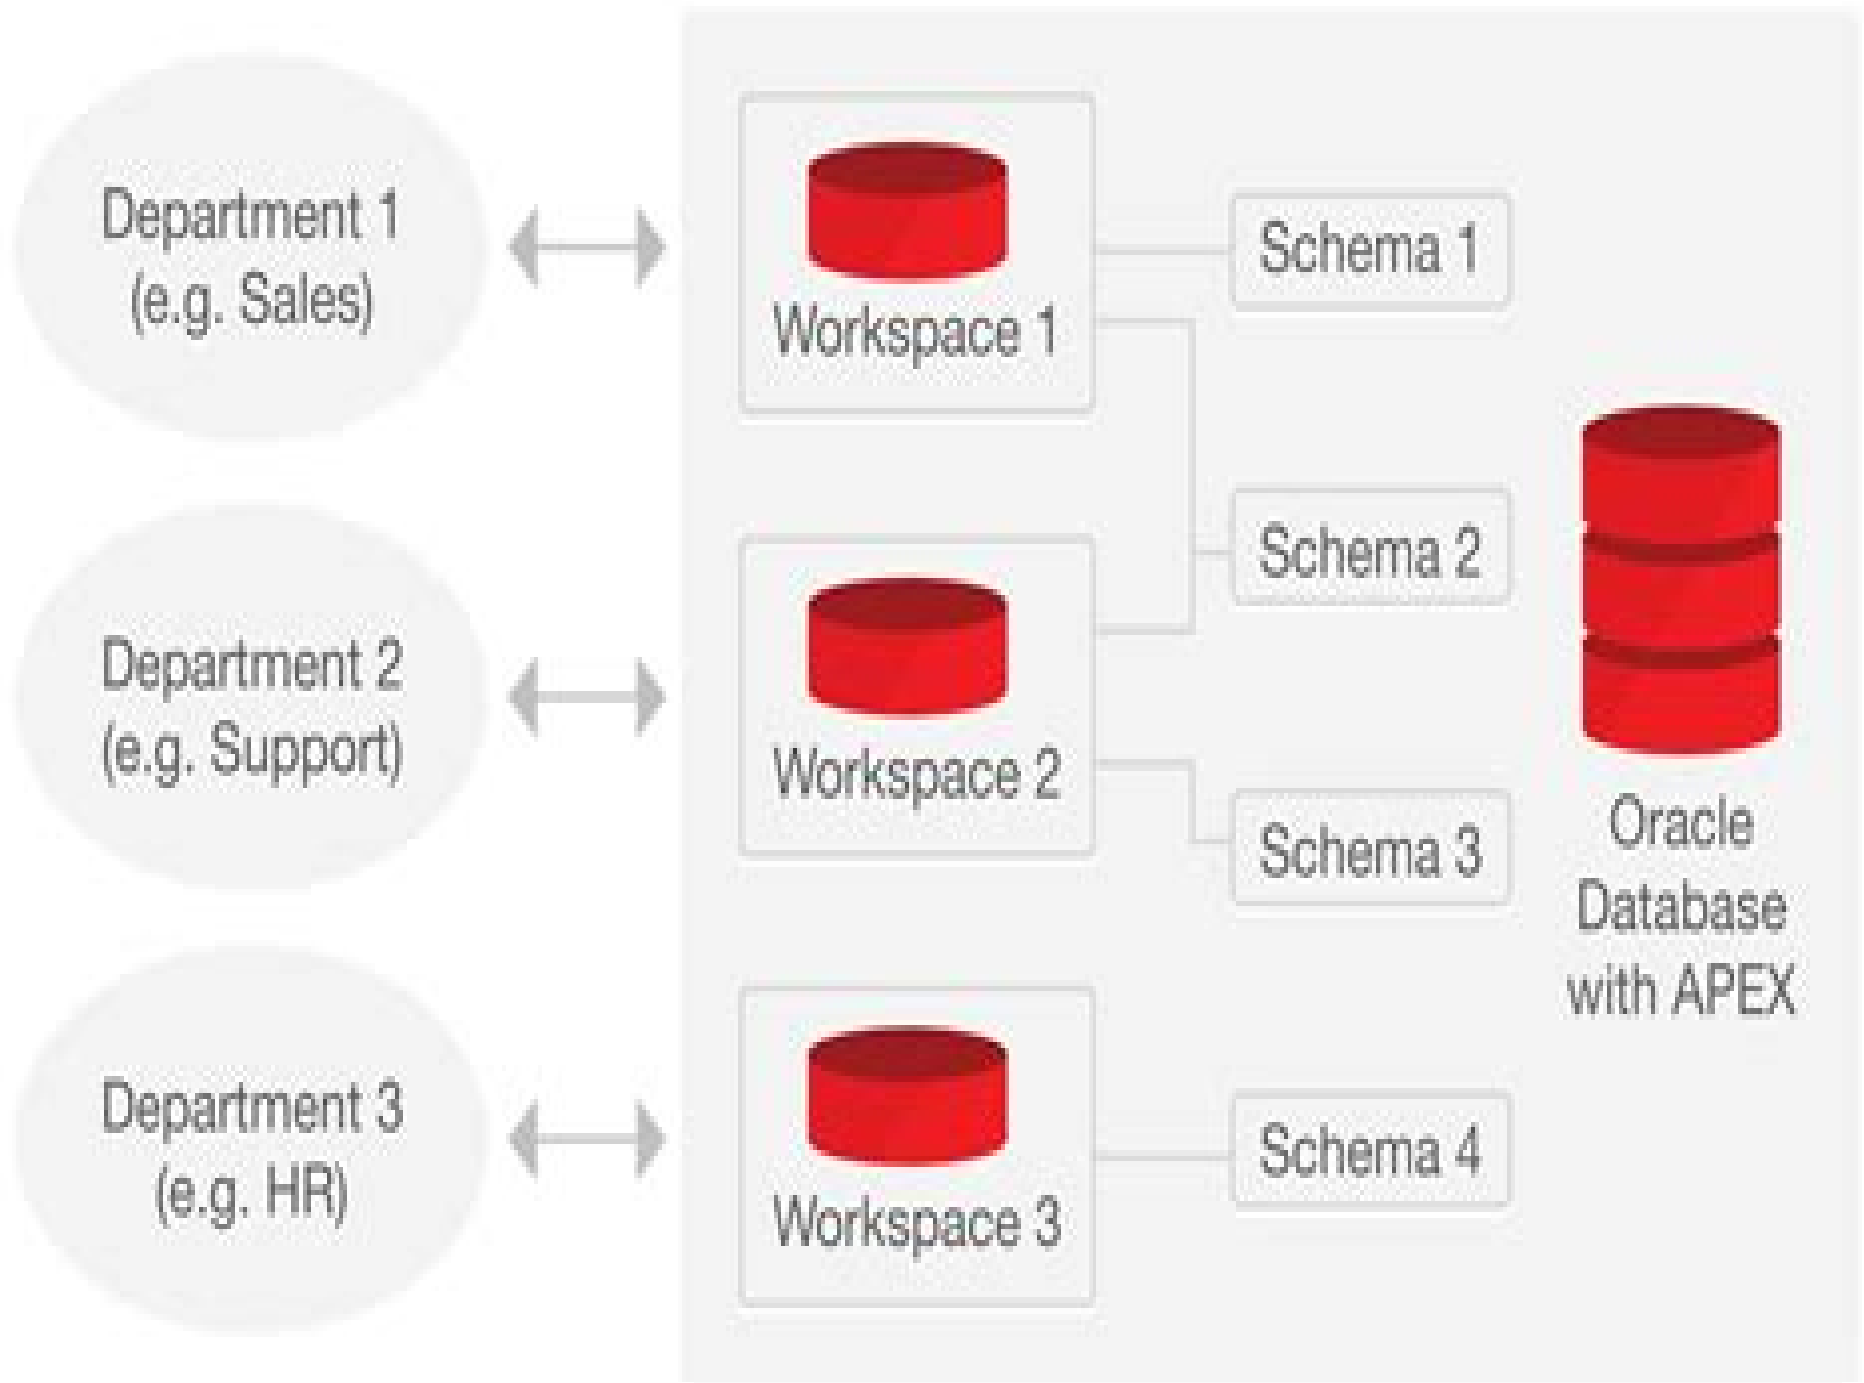 Department 1
(e.g. Sales)
Workspace 1
Schema 1
Schema 2
Department 2
(e.g. Support)
Workspace 2
Schema 3
Oracle
Database
with APEX
Department 3
(e.g. HR)
Workspace 3
Schema 4